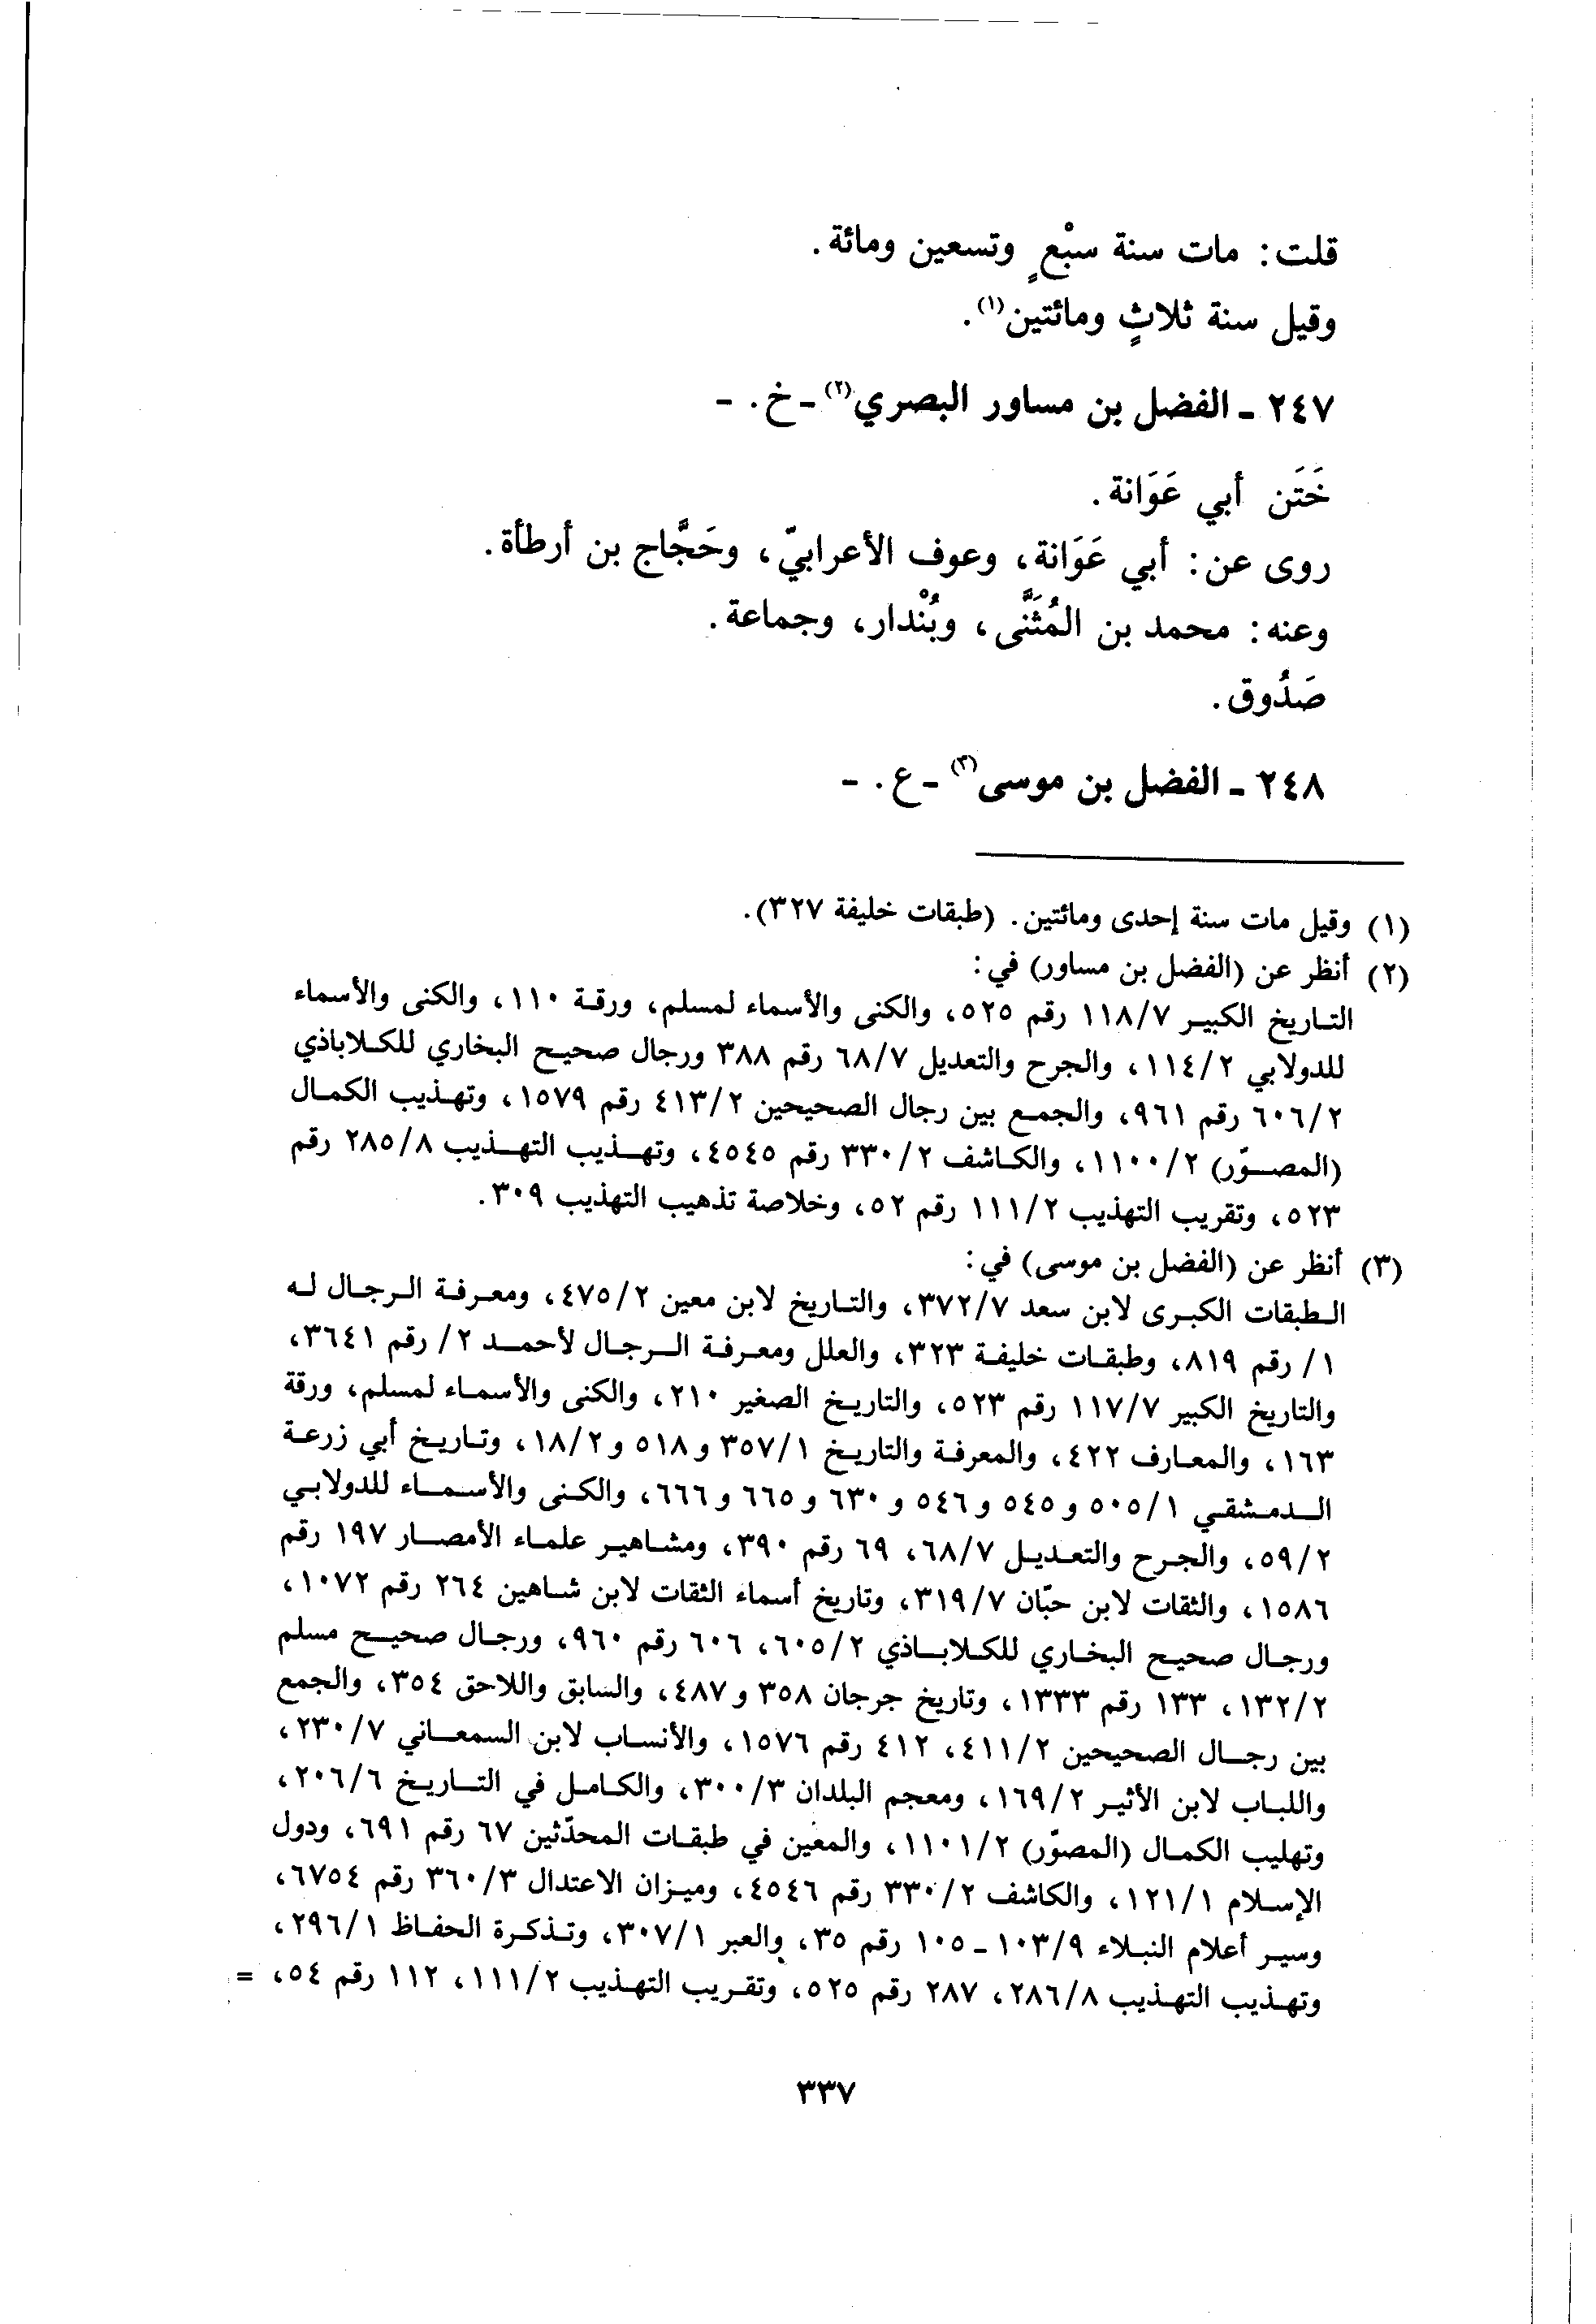 قلت: مات سنة سبْعٍ وتسعين ومائة.
وقيل سنة ثلاثٍ ومائتين(١).
٢٤٧ ـ الفضل بن مساور البصري(٢) ـ خ. ـ
خَتَن أبي عَوَانة.
روى عن: أبي عَوَانة، وعوف الأعرابيّ، وحَجَّاج بن أرطأة.
وعنه: محمد بن المُثَنَّى، وبُنْدار، وجماعة.
صَدُوق.
٢٤٨ ـ الفضل بن موسى(٣) ـ ع. ـ
(١) وقيل مات سنة إحدى ومائتين. (طبقات خليفة ٣٢٧).
(٢) أنظر عن (الفضل بن مساور) في:
التاريخ الكبير ١١٨/٧ رقم ٥٢٥، والكنى والأسماء لمسلم، ورقة ١١٠، والكنى والأسماء
للدولابي ١١٤/٢، والجرح والتعديل ٦٨/٧ رقم ٣٨٨ ورجال صحيح البخاري للكلاباذي
٦٠٦/٢ رقم ٩٦١، والجمع بين رجال الصحيحين ٤١٣/٢ رقم ١٥٧٩، وتهذيب الكمال
(المصوّر) ١١٠٠/٢، والكاشف ٣٣٠/٢ رقم ٤٥٤٥، وتهذيب التهذيب ٢٨٥/٨ رقم
٥٢٣، وتقريب التهذيب ١١١/٢ رقم ٥٢، وخلاصة تذهيب التهذيب ٣٠٩.
(٣) أنظر عن (الفضل بن موسى) في:
الطبقات الكبرى لابن سعد ٣٧٢/٧، والتاريخ لابن معين ٤٧٥/٢، ومعرفة الرجال له
١/ رقم ٨١٩، وطبقات خليفة ٣٢٣، والعلل ومعرفة الرجال لأحمد ٢/ رقم ٣٦٤١،
والتاريخ الكبير ١١٧/٧ رقم ٥٢٣، والتاريخ الصغير ٢١٠، والكنى والأسماء لمسلم، ورقة
١٦٣، والمعارف ٤٢٢، والمعرفة والتاريخ ٣٥٧/١ و٥١٨ و١٨/٢، وتاريخ أبي زرعة
الدمشقي ٥٠٥/١ و٥٤٥ و٥٤٦ و٦٣٠ و٦٦٥ و٦٦٦، والكنى والأسماء للدولابي
٥٩/٢، والجرح والتعديل ٦٨/٧، ٦٩ رقم ٣٩٠، ومشاهير علماء الأمصار ١٩٧ رقم
١٥٨٦، والثقات لابن حبّان ٣١٩/٧، وتاريخ أسماء الثقات لابن شاهين ٢٦٤ رقم ١٠٧٢،
ورجال صحيح البخاري للكلاباذي ٦٠٥/٢، ٦٠٦ رقم ٩٦٠، ورجال صحيح مسلم
١٣٢/٢، ١٣٣ رقم ١٣٣٣، وتاريخ جرجان ٣٥٨ و٤٨٧، والسابق واللاحق ٣٥٤، والجمع
بين رجال الصحيحين ٤١١/٢، ٤١٢ رقم ١٥٧٦، والأنساب لابن السمعاني ٢٣٠/٧،
واللباب لابن الأثير ١٦٩/٢، ومعجم البلدان ٣٠٠/٣، والكامل في التاريخ ٢٠٦/٦،
وتهليب الكمال (المصوّر) ١١٠١/٢، والمعين في طبقات المحدّثين ٦٧ رقم ٦٩١، ودول
الإسلام ١٢١/١، والكاشف ٣٣٠/٢ رقم ٤٥٤٦، وميزان الاعتدال ٣٦٠/٣ رقم ٦٧٥٤،
وسير أعلام النبلاء ١٠٣/٩ ـ ١٠٥ رقم ٣٥، والعبر ٣٠٧/١، وتذكرة الحفاظ ٢٩٦/١،
وتهذيب التهذيب ٢٨٦/٨، ٢٨٧ رقم ٥٢٥، وتقريب التهذيب ١١١/٢، ١١٢ رقم ٥٤، =
٣٣٧